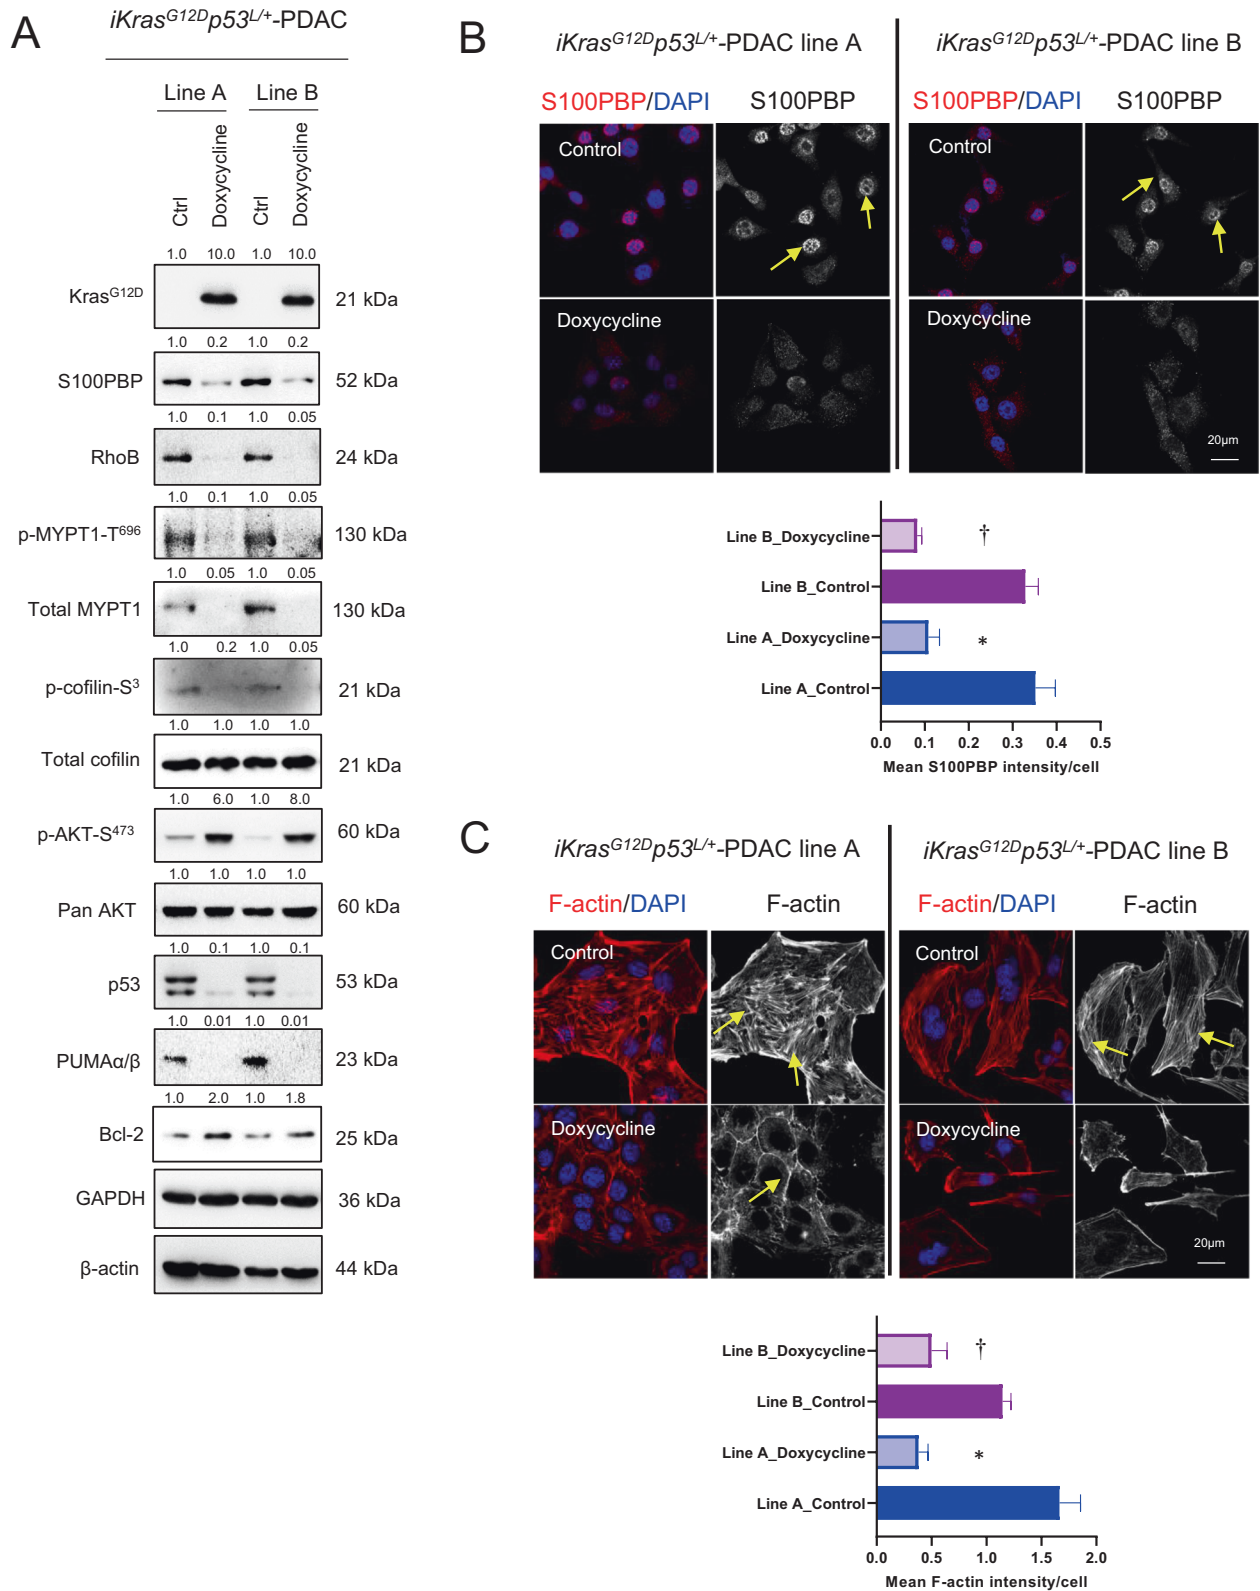 A
iKrasG12Dp53L/+-PDAC
Line A Line B
Ctrl Doxycycline Ctrl Doxycycline
1.0 10.0 1.0 10.0
KrasG12D 21 kDa
1.0 0.2 1.0 0.2
S100PBP 52 kDa
1.0 0.1 1.0 0.05
RhoB 24 kDa
1.0 0.1 1.0 0.05
p-MYPT1-T696 130 kDa
1.0 0.05 1.0 0.05
Total MYPT1 130 kDa
1.0 0.2 1.0 0.05
p-cofilin-S3 21 kDa
1.0 1.0 1.0 1.0
Total cofilin 21 kDa
1.0 6.0 1.0 8.0
p-AKT-S473 60 kDa
1.0 1.0 1.0 1.0
Pan AKT 60 kDa
1.0 0.1 1.0 0.1
p53 53 kDa
1.0 0.01 1.0 0.01
PUMAα/β 23 kDa
1.0 2.0 1.0 1.8
Bcl-2 25 kDa
GAPDH 36 kDa
β-actin 44 kDa
B
iKrasG12Dp53L/+-PDAC line A
iKrasG12Dp53L/+-PDAC line B
S100PBP/DAPI S100PBP
S100PBP/DAPI S100PBP
Control
Control
Doxycycline
Doxycycline
20µm
Line B_Doxycycline †
Line B_Control
Line A_Doxycycline *
Line A_Control
0.0 0.1 0.2 0.3 0.4 0.5
Mean S100PBP intensity/cell
C
iKrasG12Dp53L/+-PDAC line A
iKrasG12Dp53L/+-PDAC line B
F-actin/DAPI F-actin
F-actin/DAPI F-actin
Control
Control
Doxycycline
Doxycycline
20µm
Line B_Doxycycline †
Line B_Control
Line A_Doxycycline *
Line A_Control
0.0 0.5 1.0 1.5 2.0
Mean F-actin intensity/cell